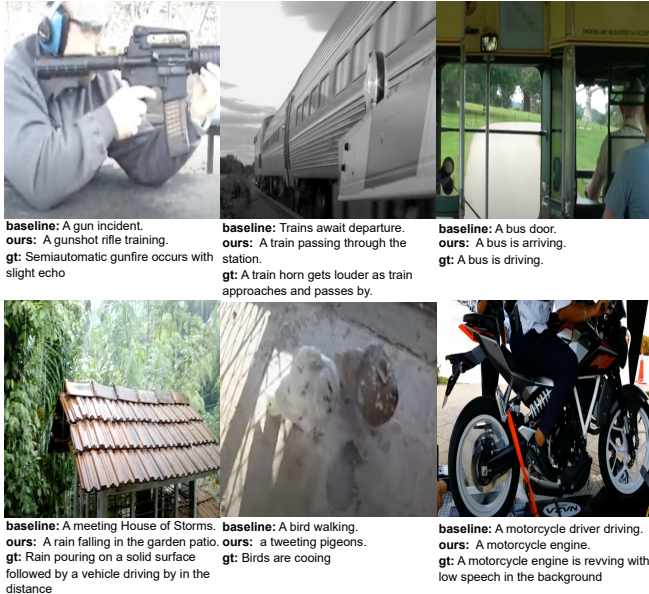 baseline: A gun incident.
ours: A gunshot rifle training.
gt: Semiautomatic gunfire occurs with
slight echo
baseline: Trains await departure.
ours: A train passing through the
station.
gt: A train horn gets louder as train
approaches and passes by.
baseline: A bus door.
ours: A bus is arriving.
gt: A bus is driving.
baseline: A meeting House of Storms.
ours: A rain falling in the garden patio.
gt: Rain pouring on a solid surface
followed by a vehicle driving by in the
distance
baseline: A bird walking.
ours: a tweeting pigeons.
gt: Birds are cooing
baseline: A motorcycle driver driving.
ours: A motorcycle engine.
gt: A motorcycle engine is revving with
low speech in the background